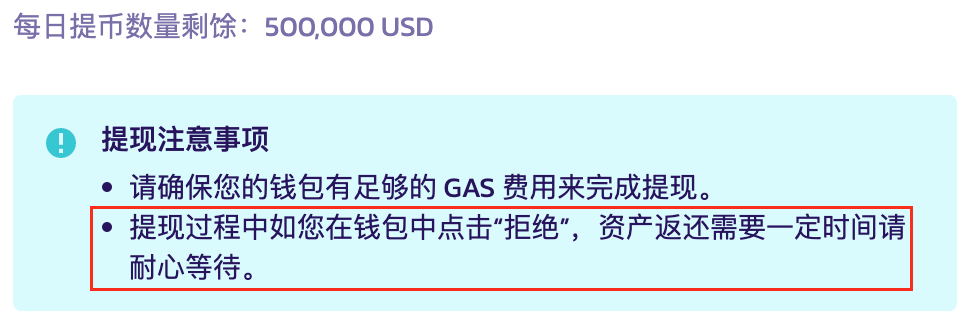 每日提币数量剩馀：500,000 USD
提现注意事项
请确保您的钱包有足够的 GAS 费用来完成提现。
提现过程中如您在钱包中点击“拒绝”，资产返还需要一定时间请
耐心等待。